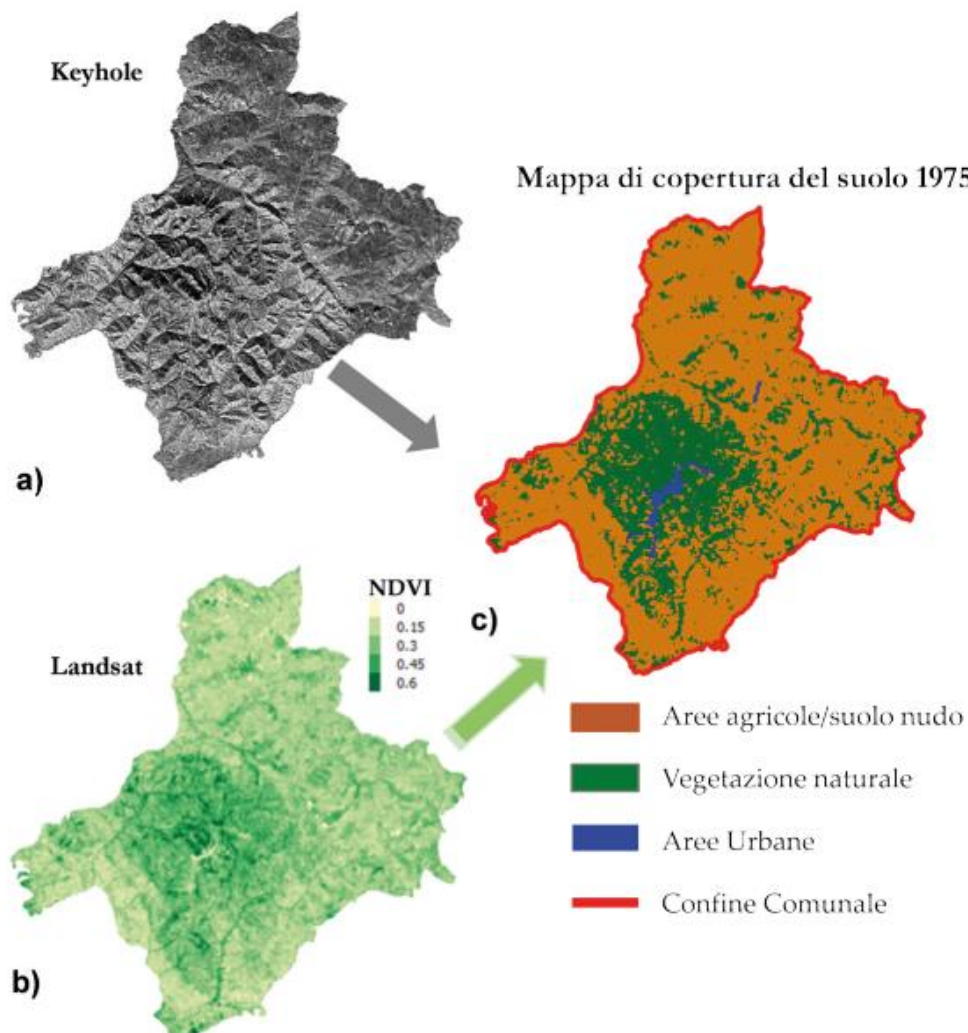 Keyhole
a)
Mappa di copertura del suolo 1975
c)
NDVI
0
0.15
0.3
0.45
0.6
Landsat
b)
Aree agricole/suolo nudo
Vegetazione naturale
Aree Urbane
Confine Comunale